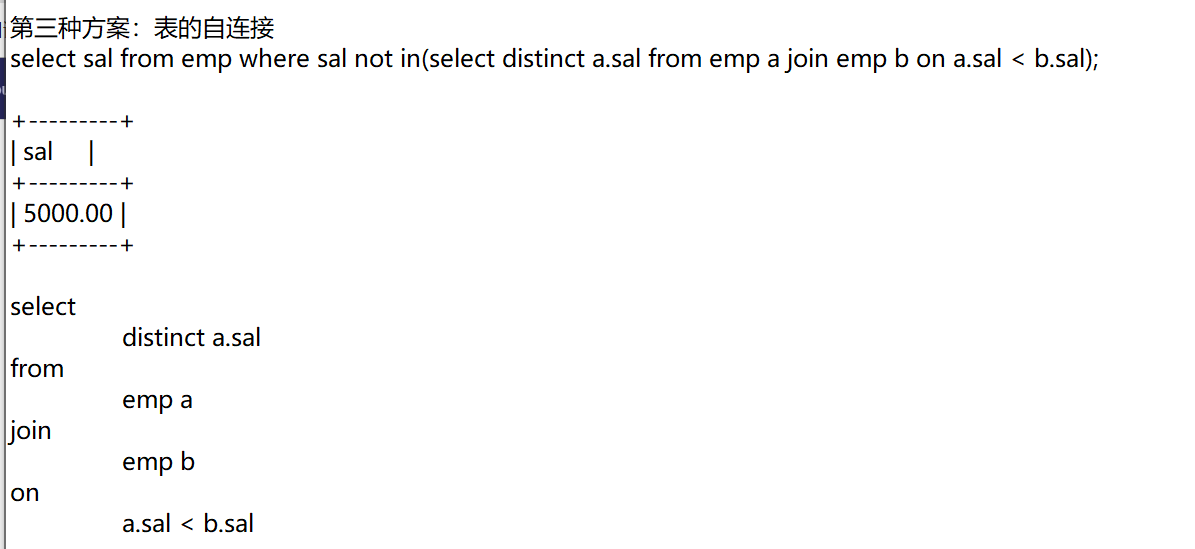 第三种方案：表的自连接
select sal from emp where sal not in(select distinct a.sal from emp a join emp b on a.sal < b.sal);
+---------+
| sal     |
+---------+
| 5000.00 |
+---------+
select
distinct a.sal
from
emp a
join
emp b
on
a.sal < b.sal